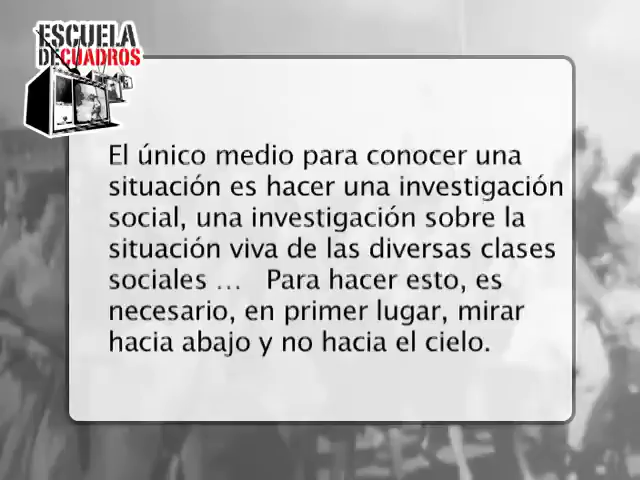 ESCUELA
DECUADROS
El único medio para conocer una
situación es hacer una investigación
social, una investigación sobre la
situación viva de las diversas clases
sociales ... Para hacer esto, es
necesario, en primer lugar, mirar
hacia abajo y no hacia el cielo.